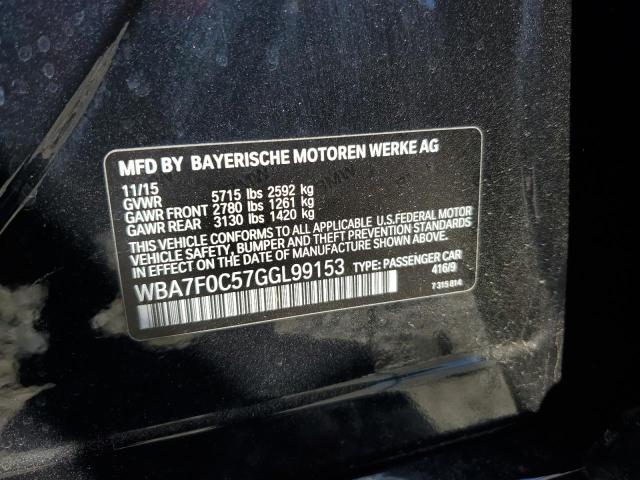 MFD BY BAYERISCHE MOTOREN WERKE AG
11/15
GVWR 5715 lbs 2592 kg
GAWR FRONT 2780 lbs 1261 kg
GAWR REAR 3130 lbs 1420 kg
THIS VEHICLE CONFORMS TO ALL APPLICABLE U.S.FEDERAL MOTOR
VEHICLE SAFETY, BUMPER AND THEFT PREVENTION STANDARDS
IN EFFECT ON THE DATE OF MANUFACTURE SHOWN ABOVE.
WBA7F0C57GGL99153 TYPE: PASSENGER CAR
416/9
7 315 814